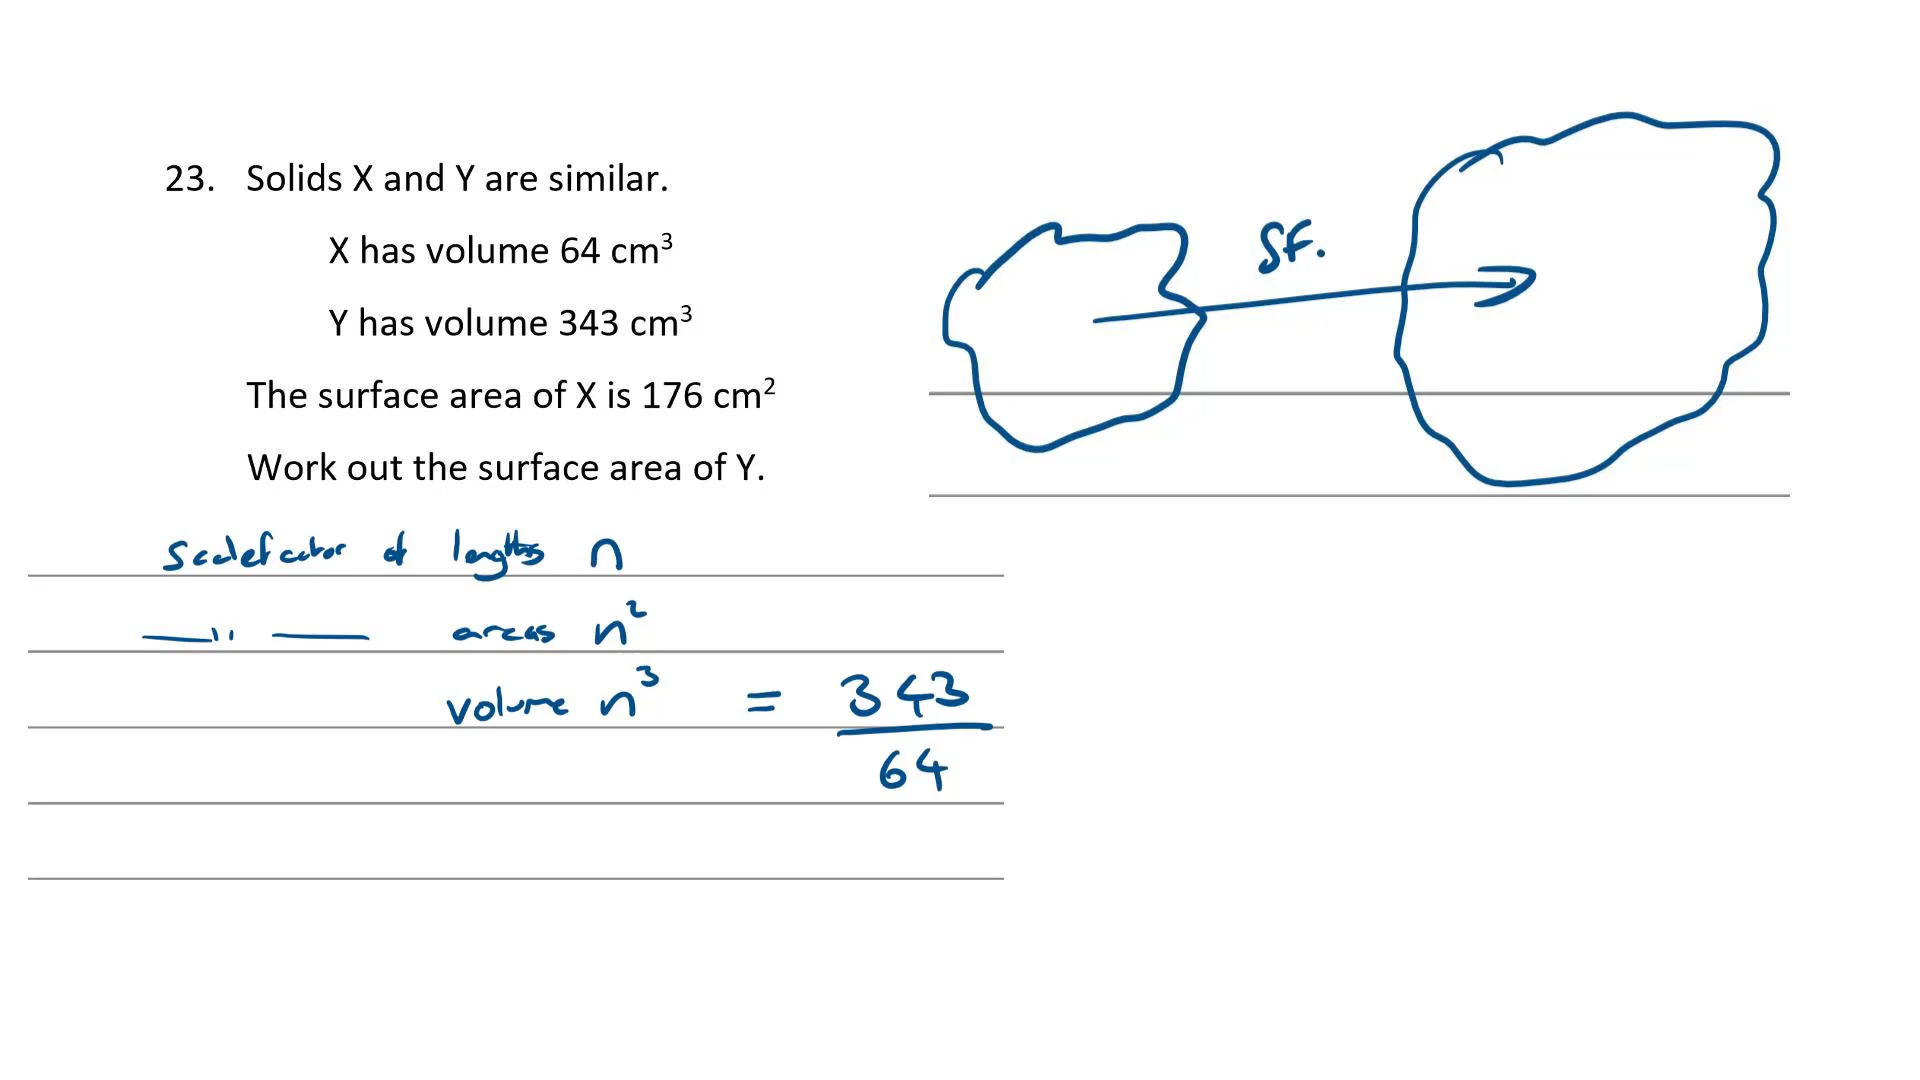 23. Solids X and Y are similar.
X has volume 64 cm³
Y has volume 343 cm³
The surface area of X is 176 cm²
Work out the surface area of Y.
SF.
Scalefactor of lengths n
—"— areas n²
volume n³ = 343/64